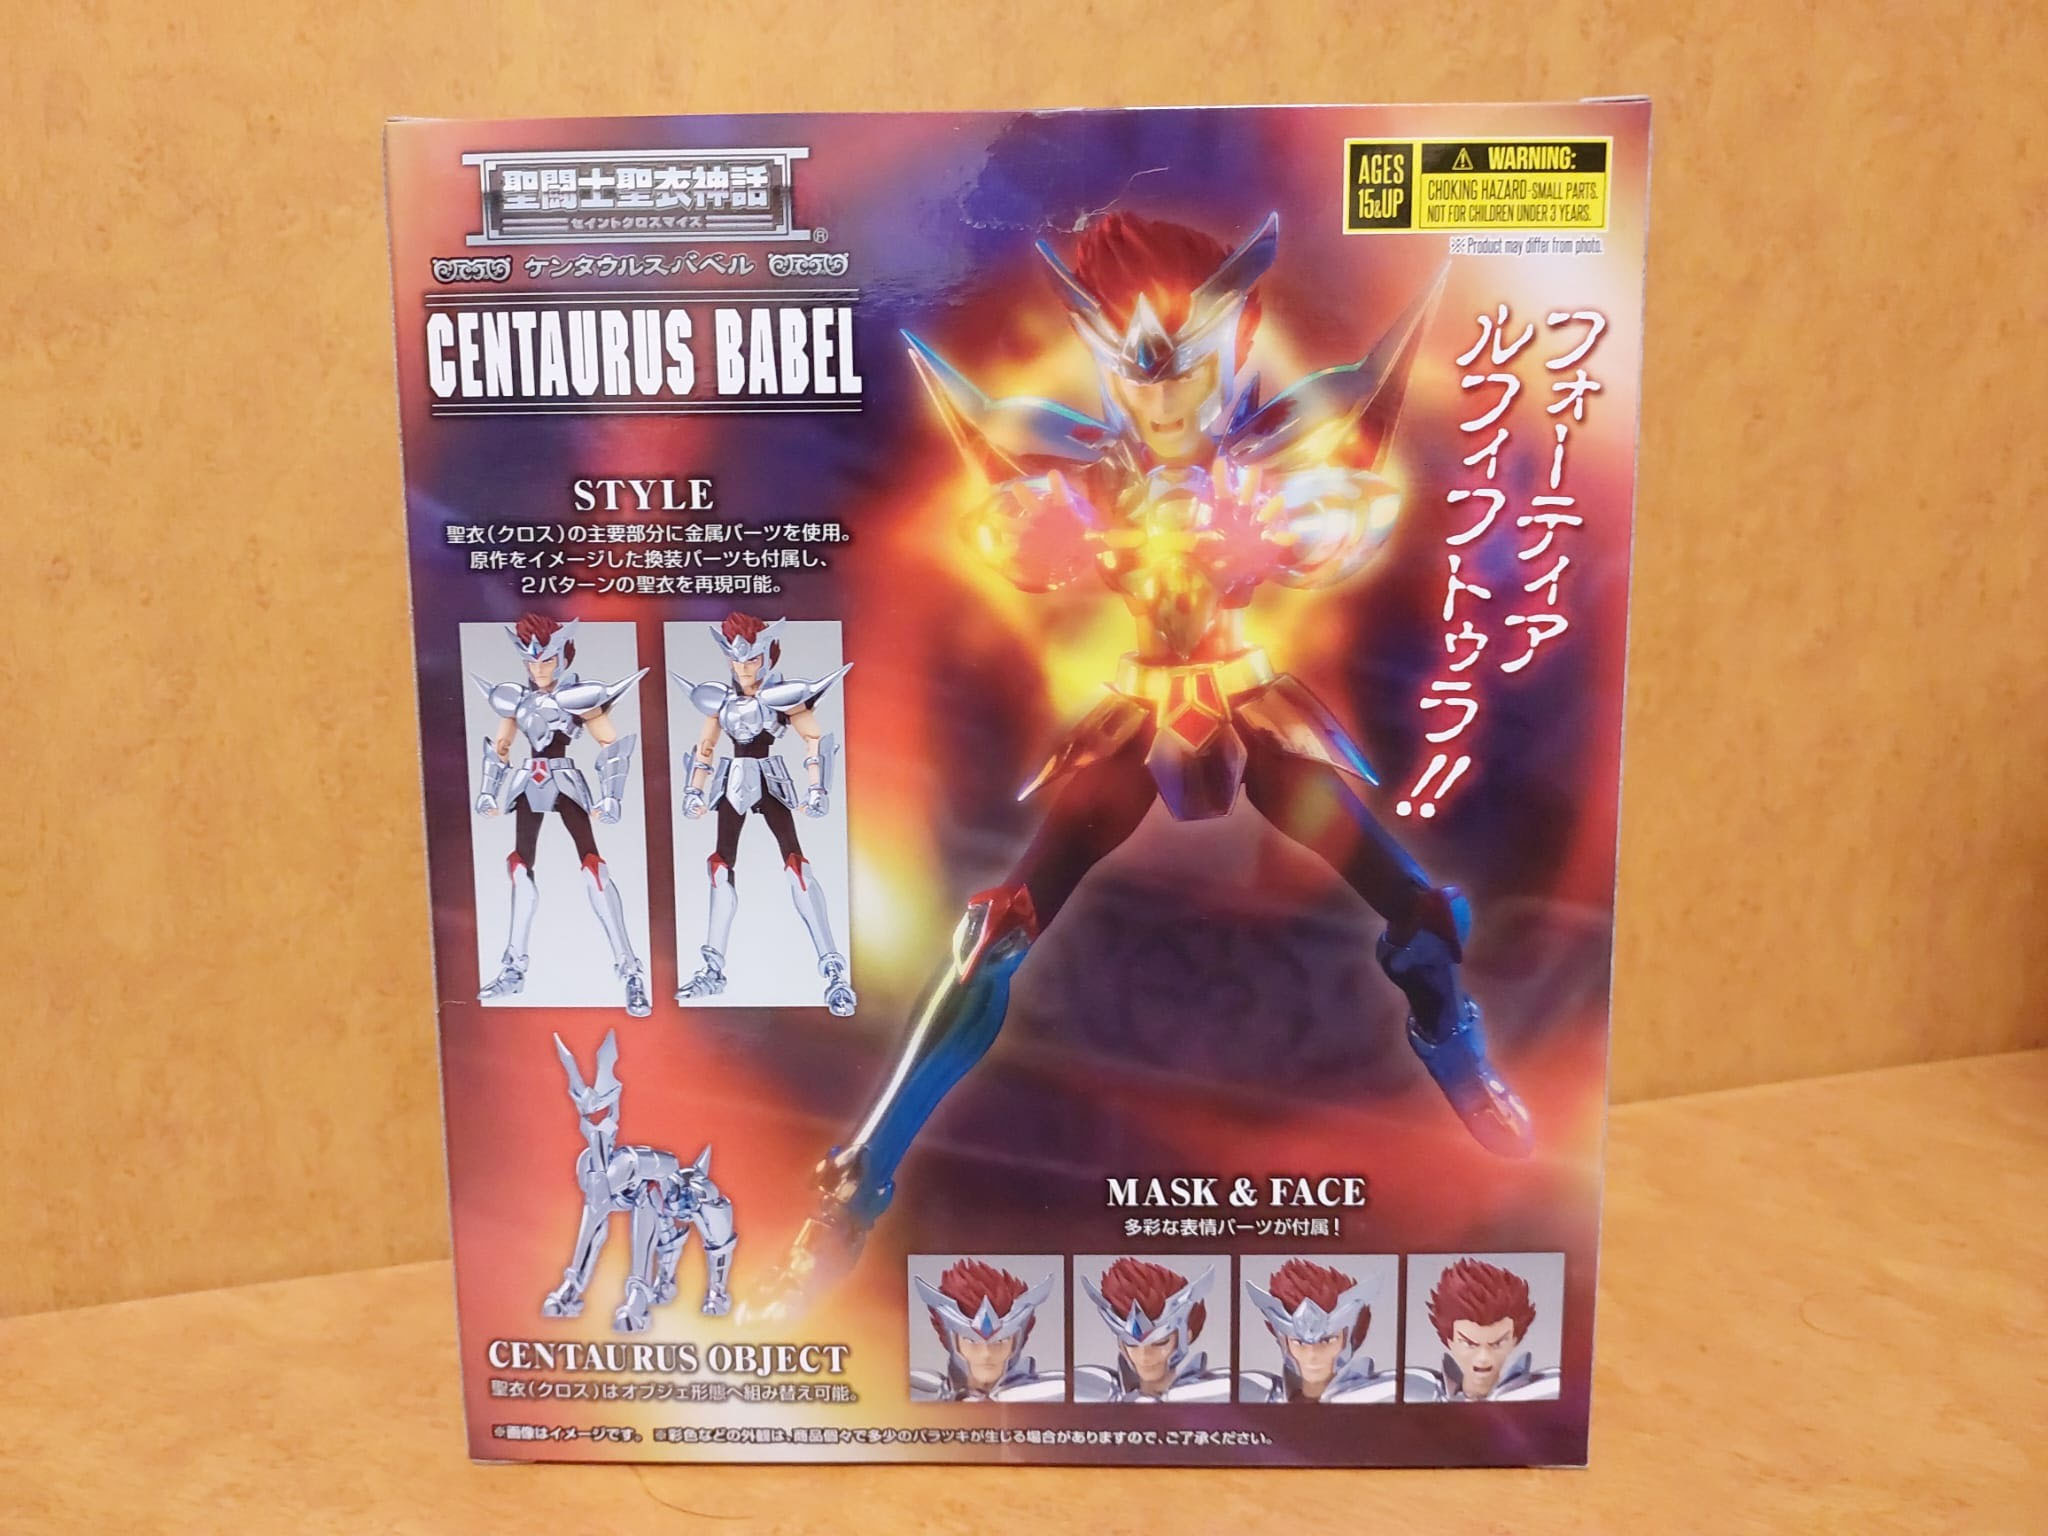 聖闘士聖衣神話
セイントクロスマイス
®
ケンタウルスバベル
CENTAURUS BABEL
AGES
15&UP
⚠ WARNING:
CHOKING HAZARD-SMALL PARTS.
NOT FOR CHILDREN UNDER 3 YEARS.
※Product may differ from photo.
フォーティア
ルフィフトゥラ!!
STYLE
聖衣(クロス)の主要部分に金属パーツを使用。
原作をイメージした換装パーツも付属し、
2パターンの聖衣を再現可能。
CENTAURUS OBJECT
聖衣(クロス)はオブジェ形態へ組み替え可能。
MASK & FACE
多彩な表情パーツが付属!
※画像はイメージです。 ※彩色などの外観は、商品個々で多少のバラツキが生じる場合がありますので、ご了承ください。